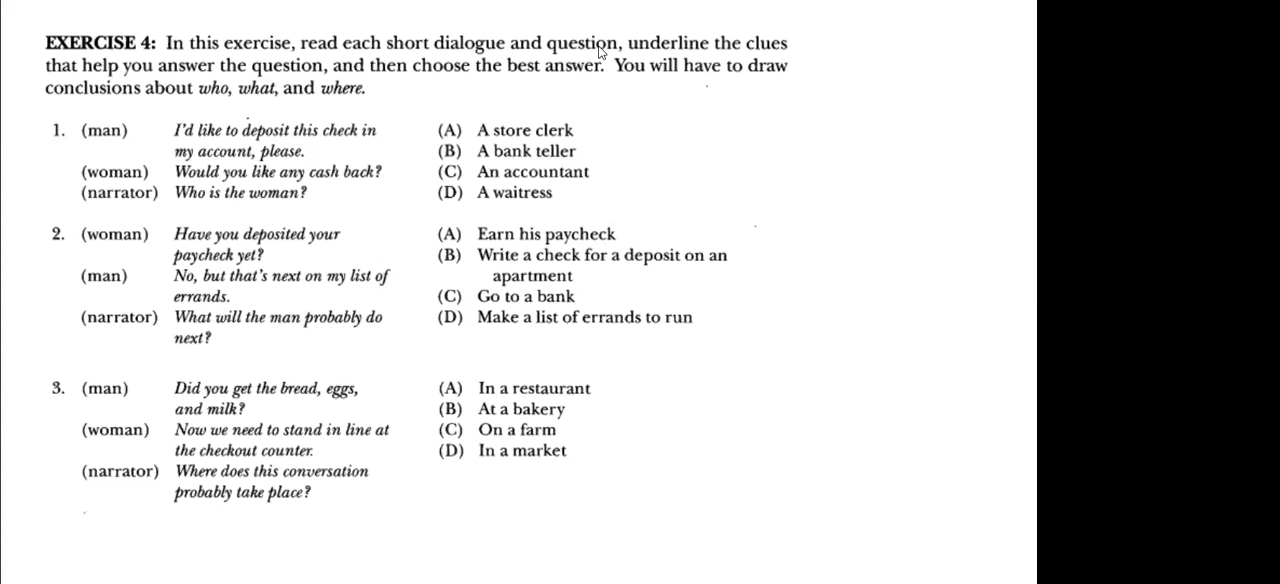 EXERCISE 4: In this exercise, read each short dialogue and question, underline the clues
that help you answer the question, and then choose the best answer. You will have to draw
conclusions about who, what, and where.
1. (man) I'd like to deposit this check in (A) A store clerk
my account, please. (B) A bank teller
(woman) Would you like any cash back? (C) An accountant
(narrator) Who is the woman? (D) A waitress
2. (woman) Have you deposited your (A) Earn his paycheck
paycheck yet? (B) Write a check for a deposit on an
(man) No, but that's next on my list of apartment
errands. (C) Go to a bank
(narrator) What will the man probably do (D) Make a list of errands to run
next?
3. (man) Did you get the bread, eggs, (A) In a restaurant
and milk? (B) At a bakery
(woman) Now we need to stand in line at (C) On a farm
the checkout counter. (D) In a market
(narrator) Where does this conversation
probably take place?